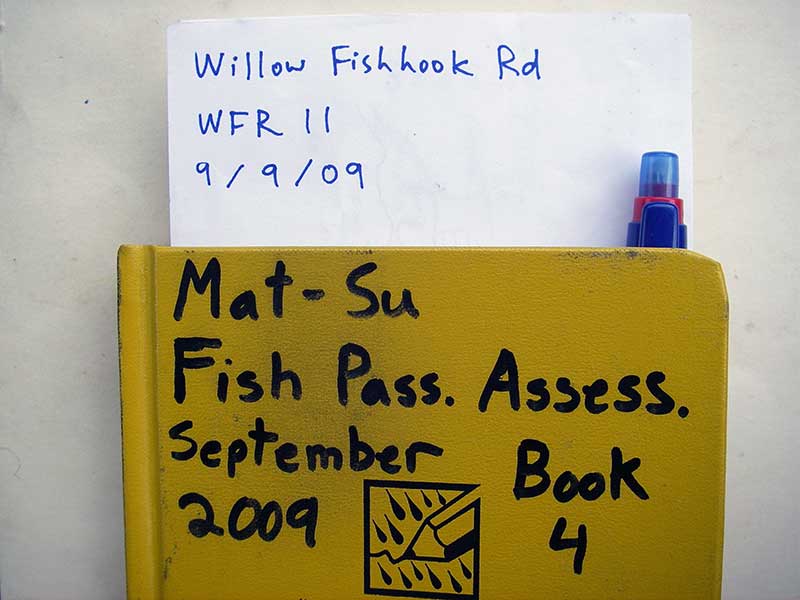 Willow Fishhook Rd
WFR 11
9/9/09
Mat-Su
Fish Pass. Assess.
September Book
2009 4